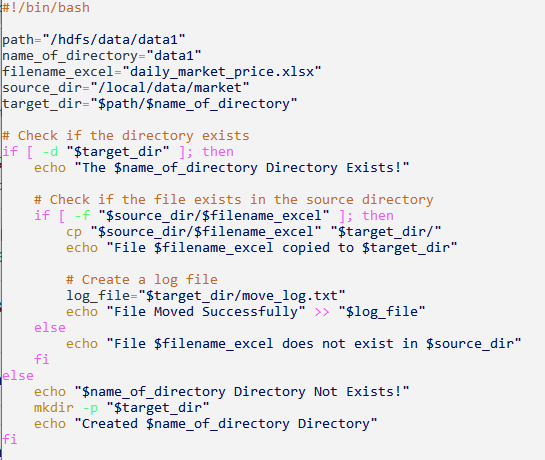 #!/bin/bash

path="/hdfs/data/data1"
name_of_directory="data1"
filename_excel="daily_market_price.xlsx"
source_dir="/local/data/market"
target_dir="$path/$name_of_directory"

# Check if the directory exists
if [ -d "$target_dir" ]; then
    echo "The $name_of_directory Directory Exists!"

    # Check if the file exists in the source directory
    if [ -f "$source_dir/$filename_excel" ]; then
        cp "$source_dir/$filename_excel" "$target_dir/"
        echo "File $filename_excel copied to $target_dir"

        # Create a log file
        log_file="$target_dir/move_log.txt"
        echo "File Moved Successfully" >> "$log_file"
    else
        echo "File $filename_excel does not exist in $source_dir"
    fi
else
    echo "$name_of_directory Directory Not Exists!"
    mkdir -p "$target_dir"
    echo "Created $name_of_directory Directory"
fi